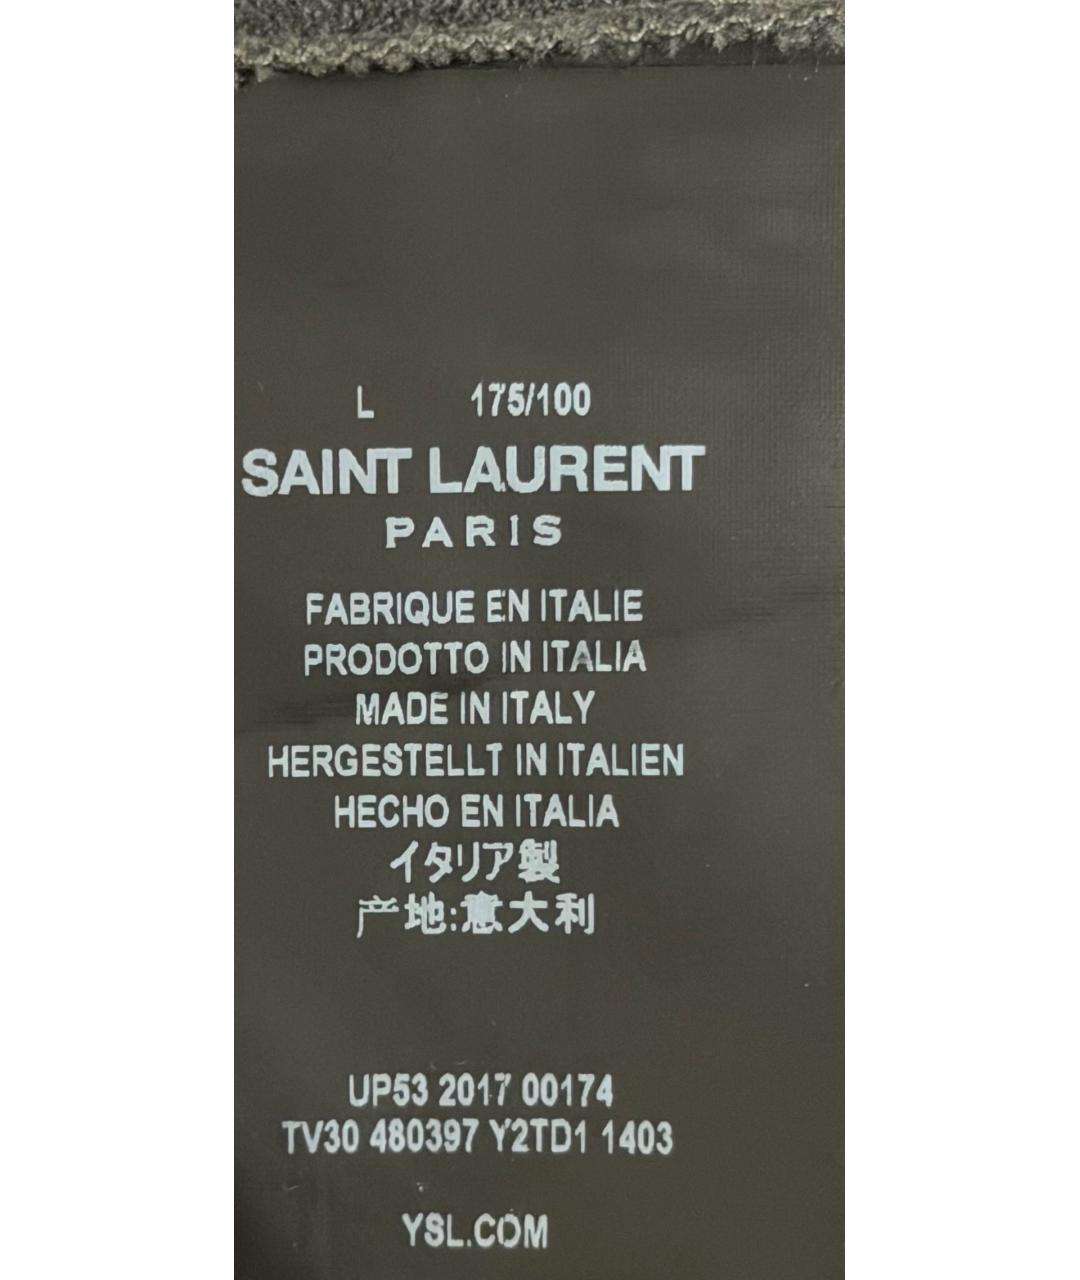 L 175/100
SAINT LAURENT
PARIS
FABRIQUE EN ITALIE
PRODOTTO IN ITALIA
MADE IN ITALY
HERGESTELLT IN ITALIEN
HECHO EN ITALIA
イタリア製
产地:意大利
UP53 2017 00174
TV30 480397 Y2TD1 1403
YSL.COM